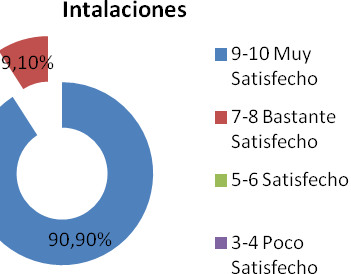 Intalaciones
9,10%
9-10 Muy
Satisfecho
7-8 Bastante
Satisfecho
5-6 Satisfecho
3-4 Poco
Satisfecho
90,90%